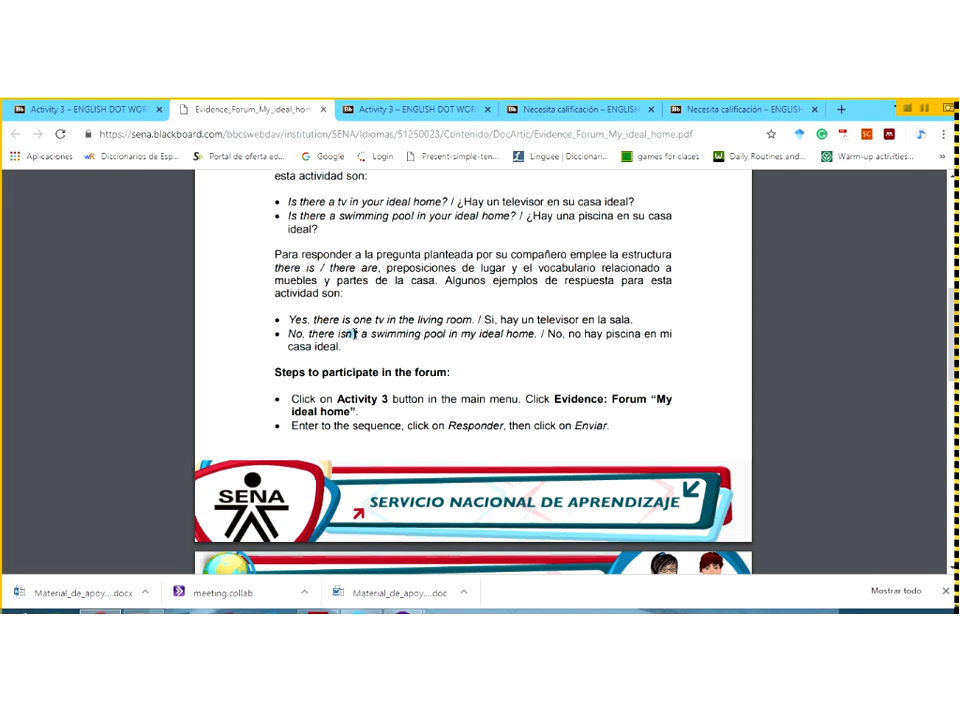 Activity 3 – ENGLISH DOT WOR
Evidence_Forum_My_ideal_hom
Activity 3 – ENGLISH DOT WOR
Necesita calificación – ENGLISH
Necesita calificación – ENGLISH
https://sena.blackboard.com/bbcswebdav/institution/SENA/Idiomas/51250023/Contenido/DocArtic/Evidence_Forum_My_ideal_home.pdf
Aplicaciones
Diccionarios de Esp...
Portal de oferta ed...
Google
Login
Present-simple-ten...
Linguee | Diccionari...
games for clases
Daily Routines and...
Warm-up activities...
esta actividad son:
• Is there a tv in your ideal home? / ¿Hay un televisor en su casa ideal?
• Is there a swimming pool in your ideal home? / ¿Hay una piscina en su casa
ideal?
Para responder a la pregunta planteada por su compañero emplee la estructura
there is / there are, preposiciones de lugar y el vocabulario relacionado a
muebles y partes de la casa. Algunos ejemplos de respuesta para esta
actividad son:
• Yes, there is one tv in the living room. / Si, hay un televisor en la sala.
• No, there isn't a swimming pool in my ideal home. / No, no hay piscina en mi
casa ideal.
Steps to participate in the forum:
• Click on Activity 3 button in the main menu. Click Evidence: Forum “My
ideal home”.
• Enter to the sequence, click on Responder, then click on Enviar.
SENA
SERVICIO NACIONAL DE APRENDIZAJE
Material_de_apoy....docx
meeting.collab
Material_de_apoy....doc
Mostrar todo